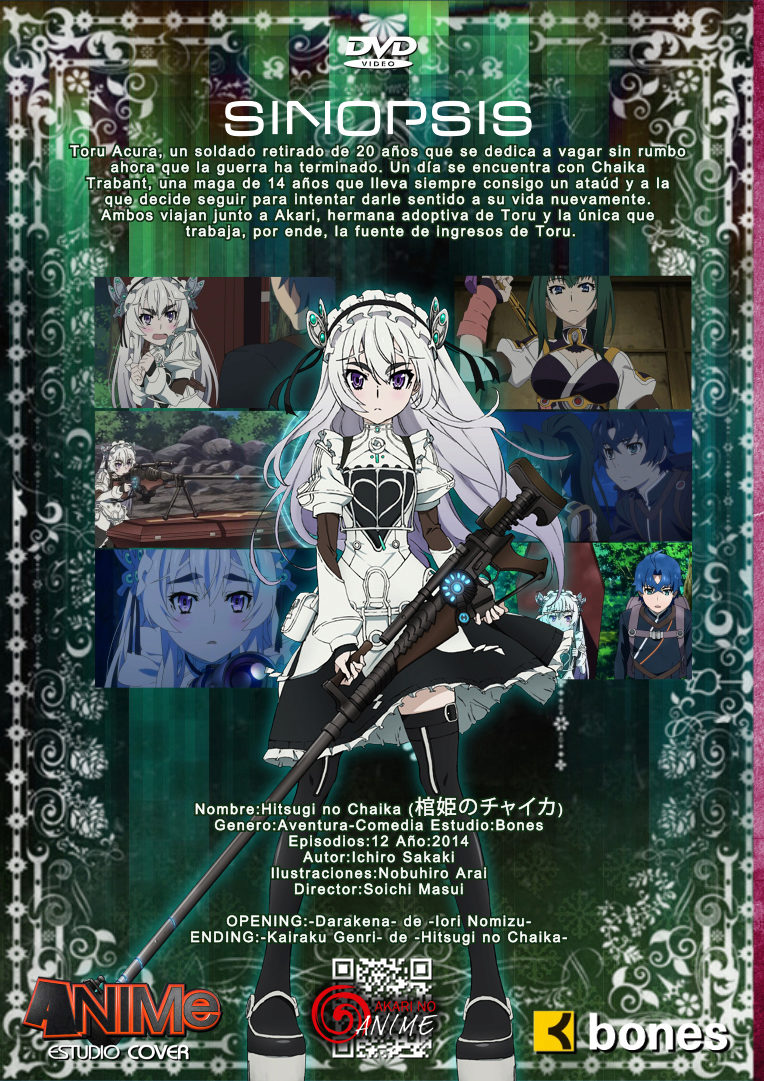 DVD
VIDEO
SINOPSIS
Toru Acura, un soldado retirado de 20 años que se dedica a vagar sin rumbo
ahora que la guerra ha terminado. Un día se encuentra con Chaika
Trabant, una maga de 14 años que lleva siempre consigo un ataúd y a la
que decide seguir para intentar darle sentido a su vida nuevamente.
Ambos viajan junto a Akari, hermana adoptiva de Toru y la única que
trabaja, por ende, la fuente de ingresos de Toru.
Nombre:Hitsugi no Chaika (棺姫のチャイカ)
Genero:Aventura-Comedia Estudio:Bones
Episodios:12 Año:2014
Autor:Ichiro Sakaki
Ilustraciones:Nobuhiro Arai
Director:Soichi Masui
OPENING:-Darakena- de -Iori Nomizu-
ENDING:-Kairaku Genri- de -Hitsugi no Chaika-
ANIMe
ESTUDIO COVER
AKARI NO
ANIME
bones